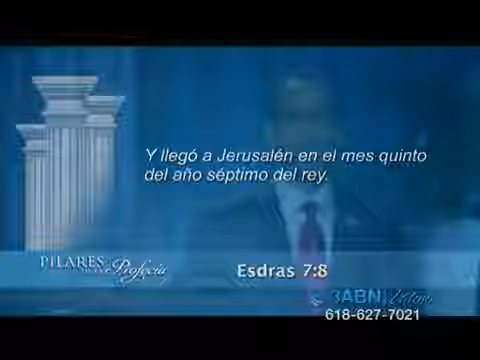 Y llegó a Jerusalén en el mes quinto
del año séptimo del rey.
PILARES
Profecía
Esdras 7:8
3ABN Latino
618-627-7021